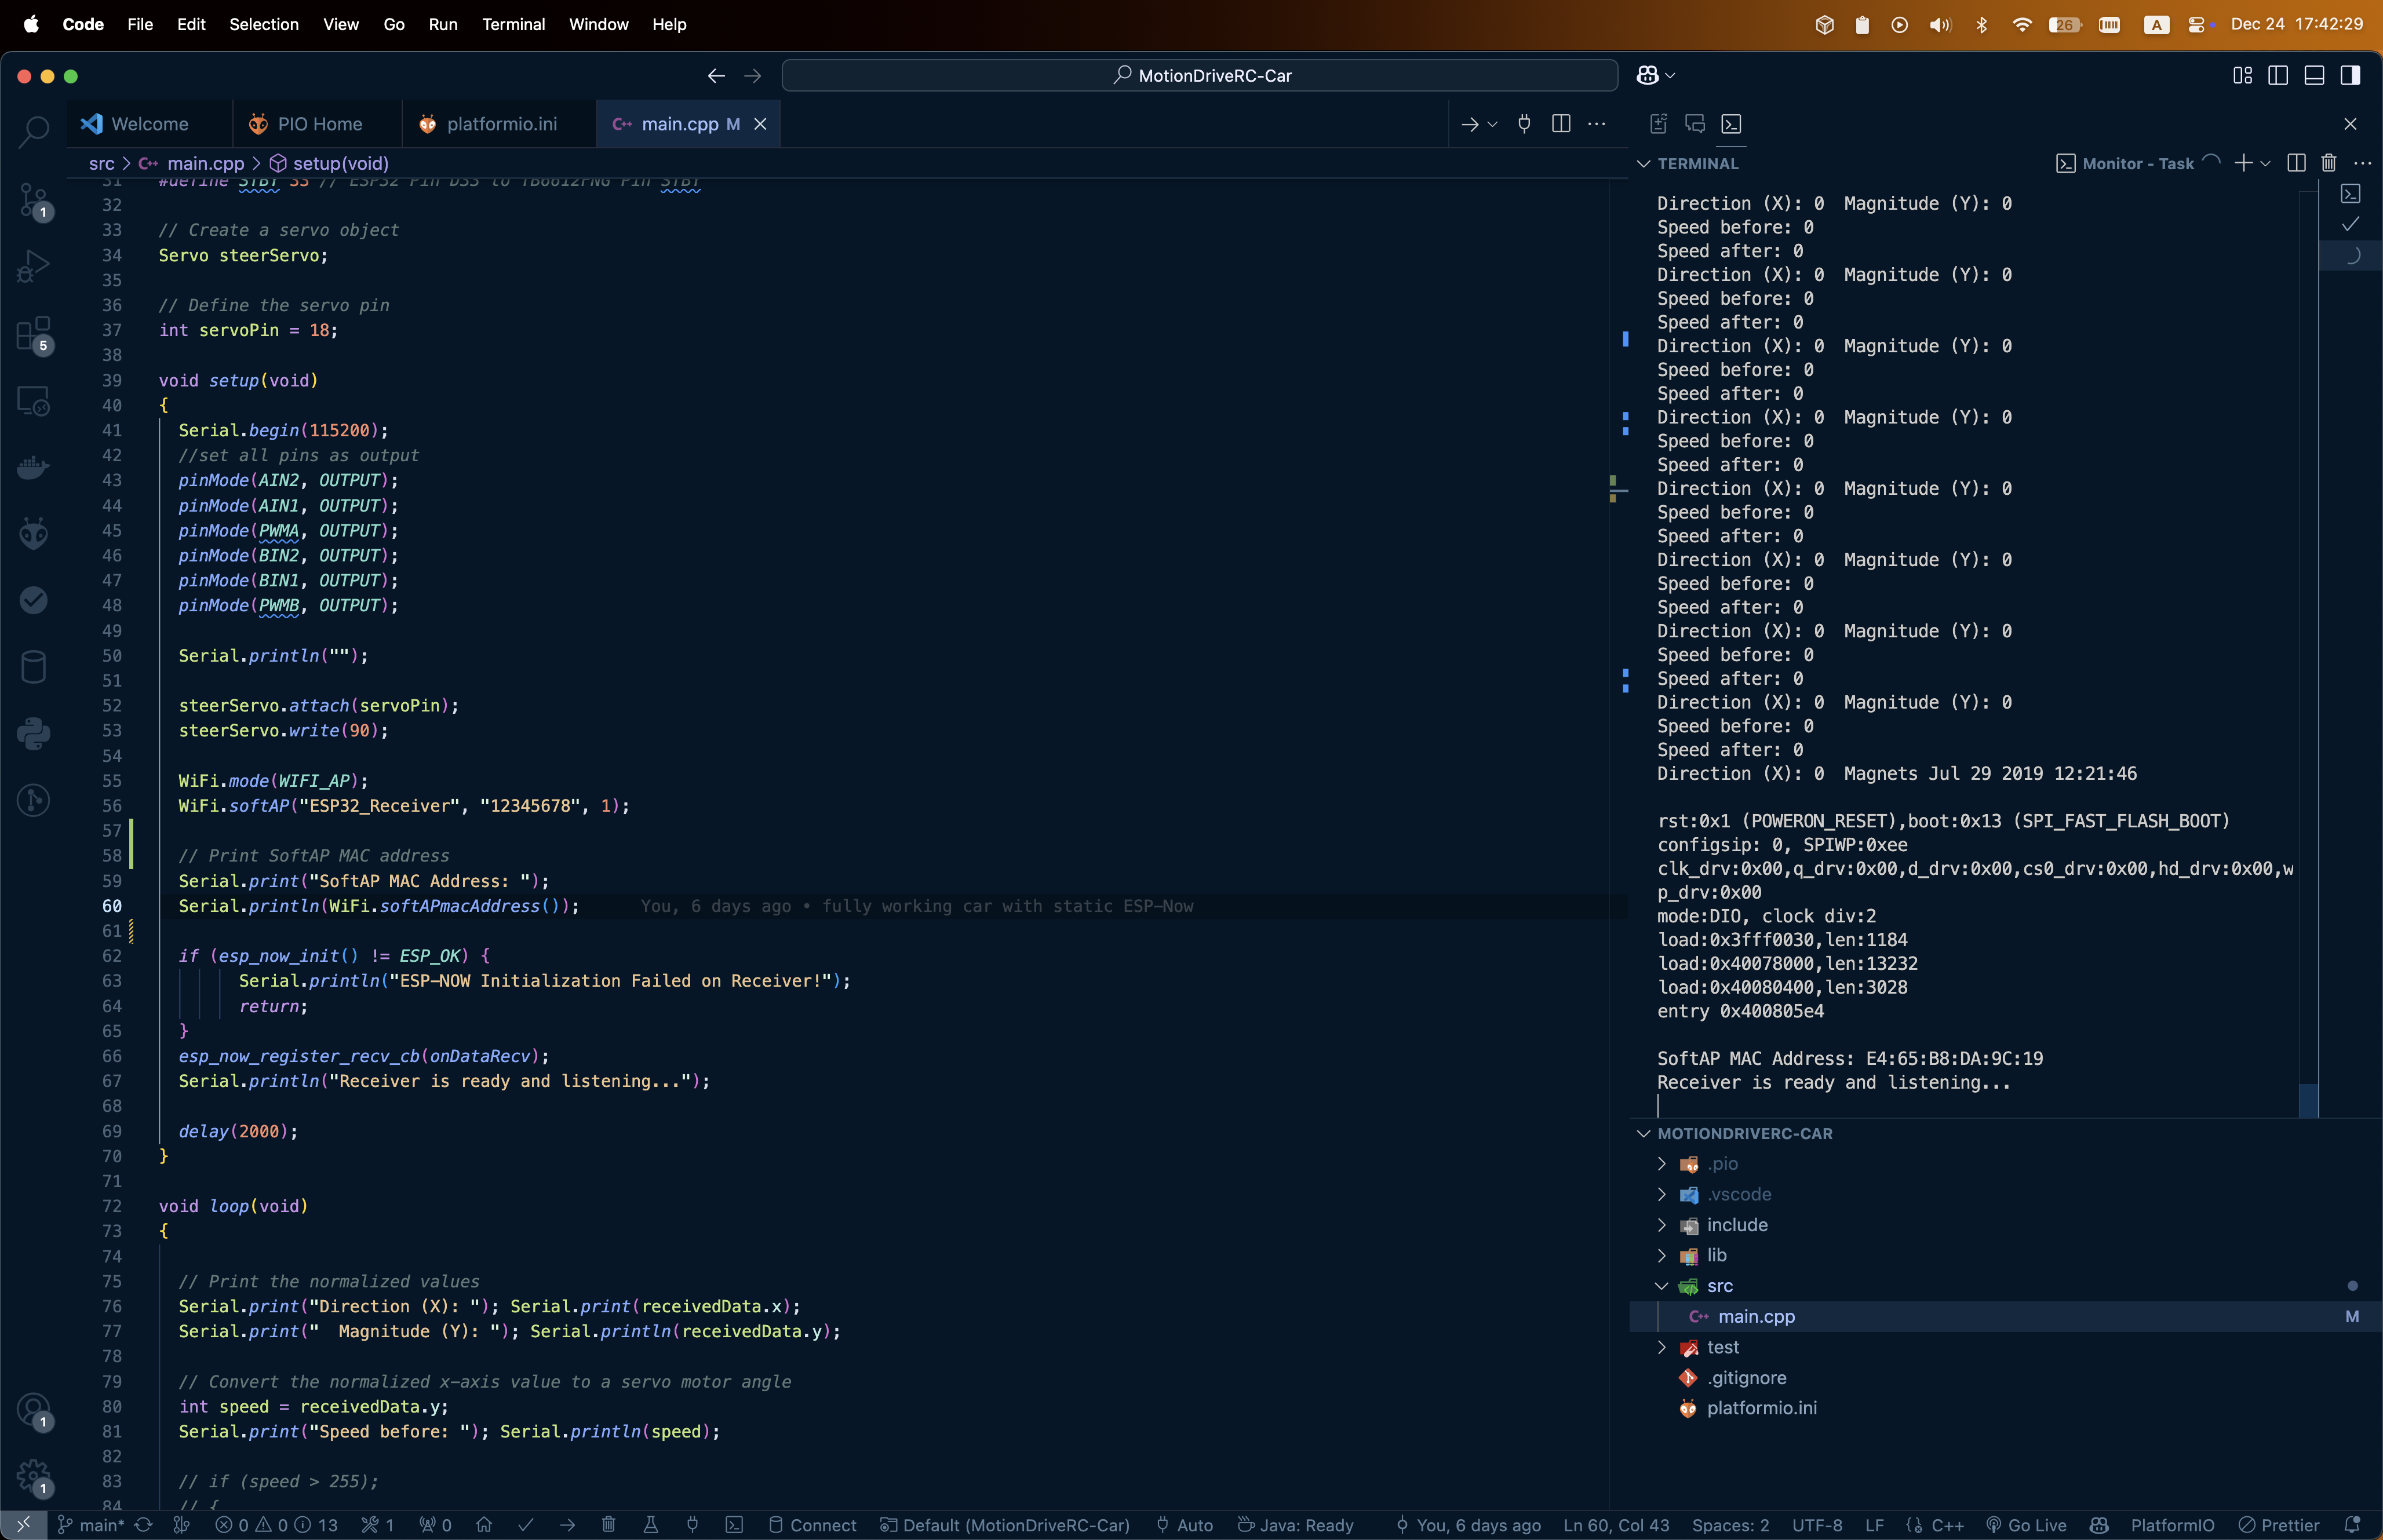 Code File Edit Selection View Go Run Terminal Window Help
26 A Dec 24 17:42:29
MotionDriveRC-Car
Welcome PIO Home platformio.ini main.cpp M
src > main.cpp > setup(void)
31 #define STBY 33 // ESP32 Pin D33 to TB6612FNG Pin STBY
32
33 // Create a servo object
34 Servo steerServo;
35
36 // Define the servo pin
37 int servoPin = 18;
38
39 void setup(void)
40 {
41 Serial.begin(115200);
42 //set all pins as output
43 pinMode(AIN2, OUTPUT);
44 pinMode(AIN1, OUTPUT);
45 pinMode(PWMA, OUTPUT);
46 pinMode(BIN2, OUTPUT);
47 pinMode(BIN1, OUTPUT);
48 pinMode(PWMB, OUTPUT);
49
50 Serial.println("");
51
52 steerServo.attach(servoPin);
53 steerServo.write(90);
54
55 WiFi.mode(WIFI_AP);
56 WiFi.softAP("ESP32_Receiver", "12345678", 1);
57
58 // Print SoftAP MAC address
59 Serial.print("SoftAP MAC Address: ");
60 Serial.println(WiFi.softAPmacAddress()); You, 6 days ago • fully working car with static ESP-Now
61
62 if (esp_now_init() != ESP_OK) {
63 Serial.println("ESP-NOW Initialization Failed on Receiver!");
64 return;
65 }
66 esp_now_register_recv_cb(onDataRecv);
67 Serial.println("Receiver is ready and listening...");
68
69 delay(2000);
70 }
71
72 void loop(void)
73 {
74
75 // Print the normalized values
76 Serial.print("Direction (X): "); Serial.print(receivedData.x);
77 Serial.print("  Magnitude (Y): "); Serial.println(receivedData.y);
78
79 // Convert the normalized x-axis value to a servo motor angle
80 int speed = receivedData.y;
81 Serial.print("Speed before: "); Serial.println(speed);
82
83 // if (speed > 255);
84 // {
1
5
1
1
TERMINAL Monitor - Task
Direction (X): 0  Magnitude (Y): 0
Speed before: 0
Speed after: 0
Direction (X): 0  Magnitude (Y): 0
Speed before: 0
Speed after: 0
Direction (X): 0  Magnitude (Y): 0
Speed before: 0
Speed after: 0
Direction (X): 0  Magnitude (Y): 0
Speed before: 0
Speed after: 0
Direction (X): 0  Magnitude (Y): 0
Speed before: 0
Speed after: 0
Direction (X): 0  Magnitude (Y): 0
Speed before: 0
Speed after: 0
Direction (X): 0  Magnitude (Y): 0
Speed before: 0
Speed after: 0
Direction (X): 0  Magnitude (Y): 0
Speed before: 0
Speed after: 0
Direction (X): 0  Magnets Jul 29 2019 12:21:46
rst:0x1 (POWERON_RESET),boot:0x13 (SPI_FAST_FLASH_BOOT)
configsip: 0, SPIWP:0xee
clk_drv:0x00,q_drv:0x00,d_drv:0x00,cs0_drv:0x00,hd_drv:0x00,w
p_drv:0x00
mode:DIO, clock div:2
load:0x3fff0030,len:1184
load:0x40078000,len:13232
load:0x40080400,len:3028
entry 0x400805e4
SoftAP MAC Address: E4:65:B8:DA:9C:19
Receiver is ready and listening...
MOTIONDRIVERC-CAR
.pio
.vscode
include
lib
src
main.cpp M
test
.gitignore
platformio.ini
main* 0 0 13 1 0 Connect Default (MotionDriveRC-Car) Auto Java: Ready You, 6 days ago Ln 60, Col 43 Spaces: 2 UTF-8 LF {} C++ Go Live PlatformIO Prettier